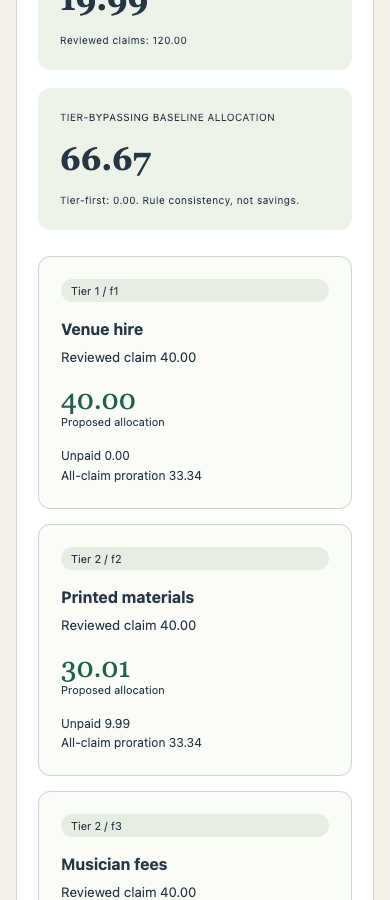 19.99
Reviewed claims: 120.00
TIER-BYPASSING BASELINE ALLOCATION
66.67
Tier-first: 0.00. Rule consistency, not savings.
Tier 1 / f1
Venue hire
Reviewed claim 40.00
40.00
Proposed allocation
Unpaid 0.00
All-claim proration 33.34
Tier 2 / f2
Printed materials
Reviewed claim 40.00
30.01
Proposed allocation
Unpaid 9.99
All-claim proration 33.34
Tier 2 / f3
Musician fees
Reviewed claim 40.00